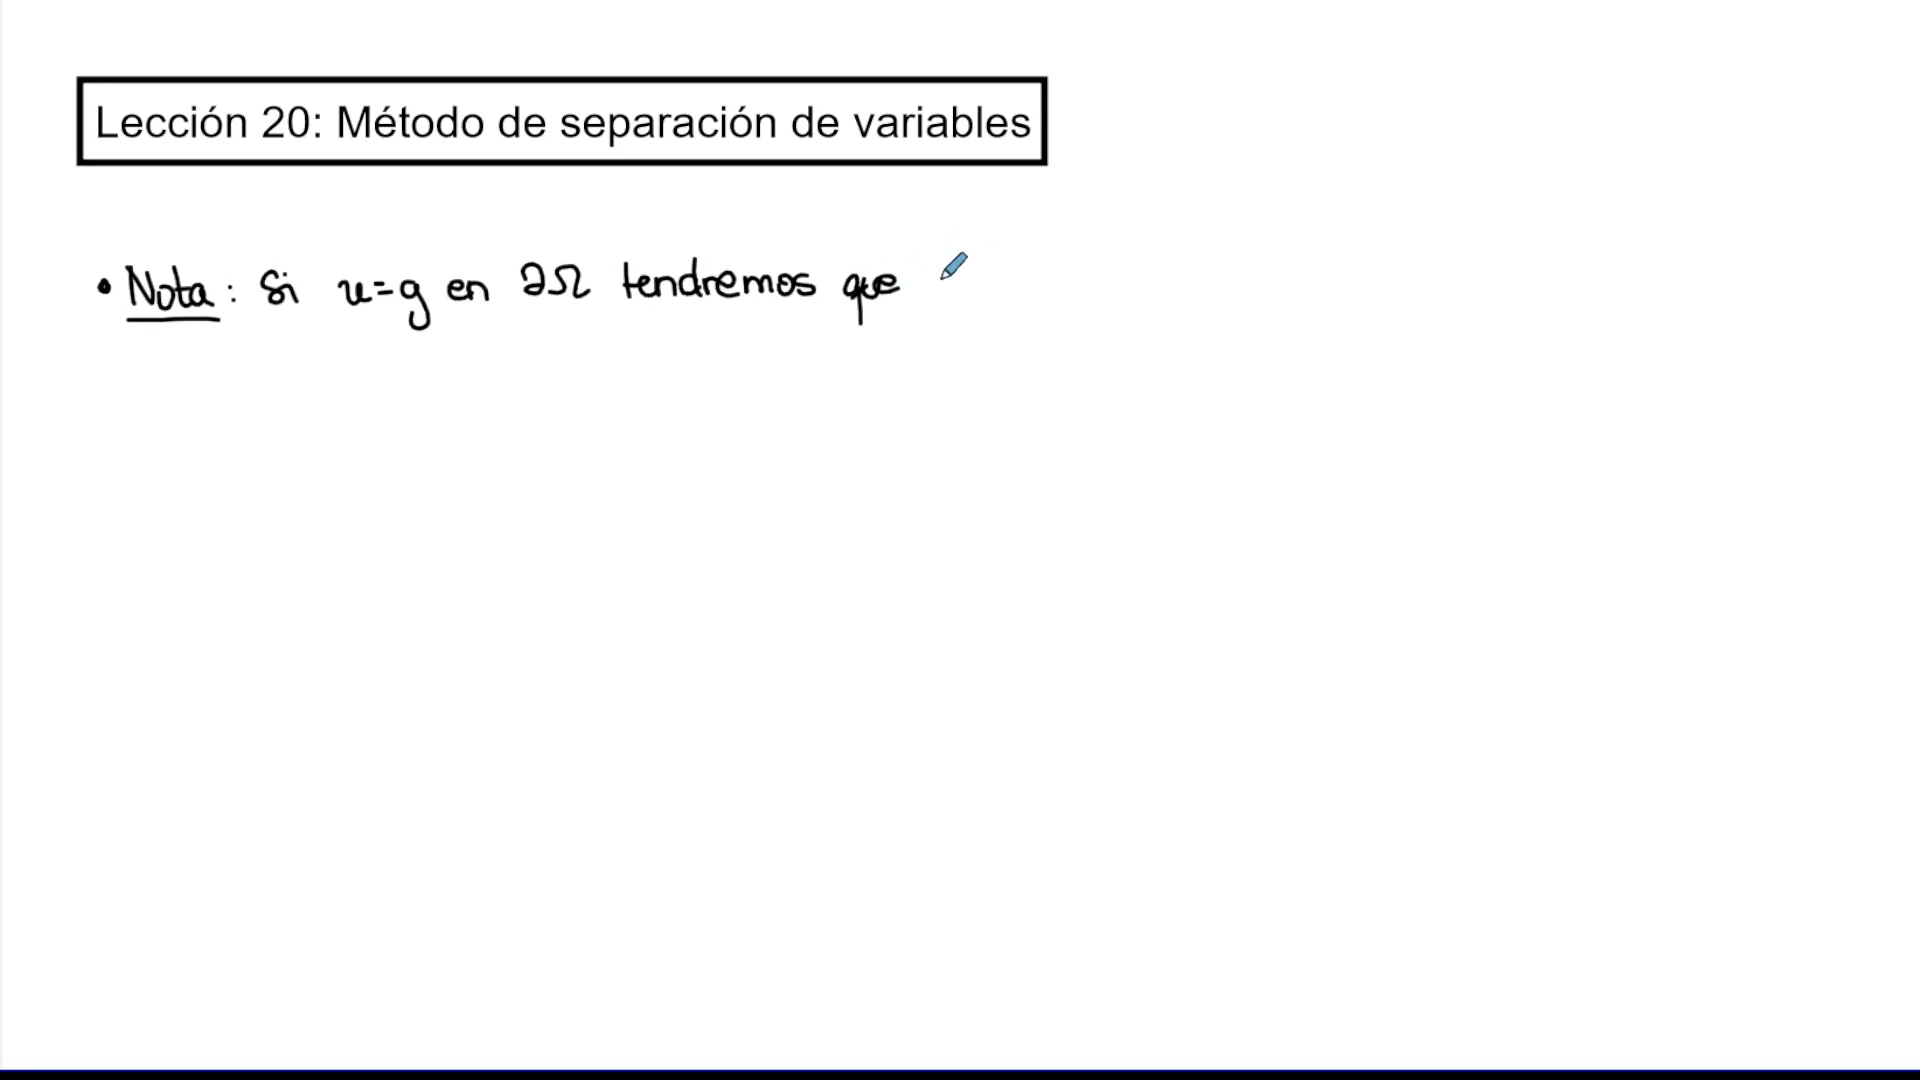 Lección 20: Método de separación de variables
• Nota: Si u=g en ∂Ω tendremos que